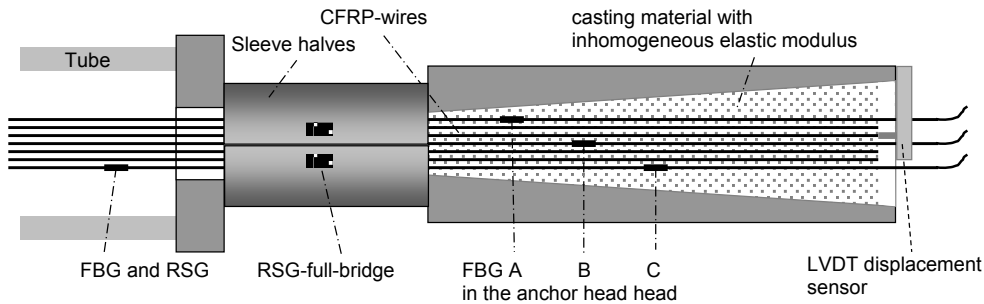 CFRP-wires
casting material with
inhomogeneous elastic modulus
Sleeve halves
Tube
FBG and RSG
RSG-full-bridge
FBG A
B
C
in the anchor head head
LVDT displacement
sensor